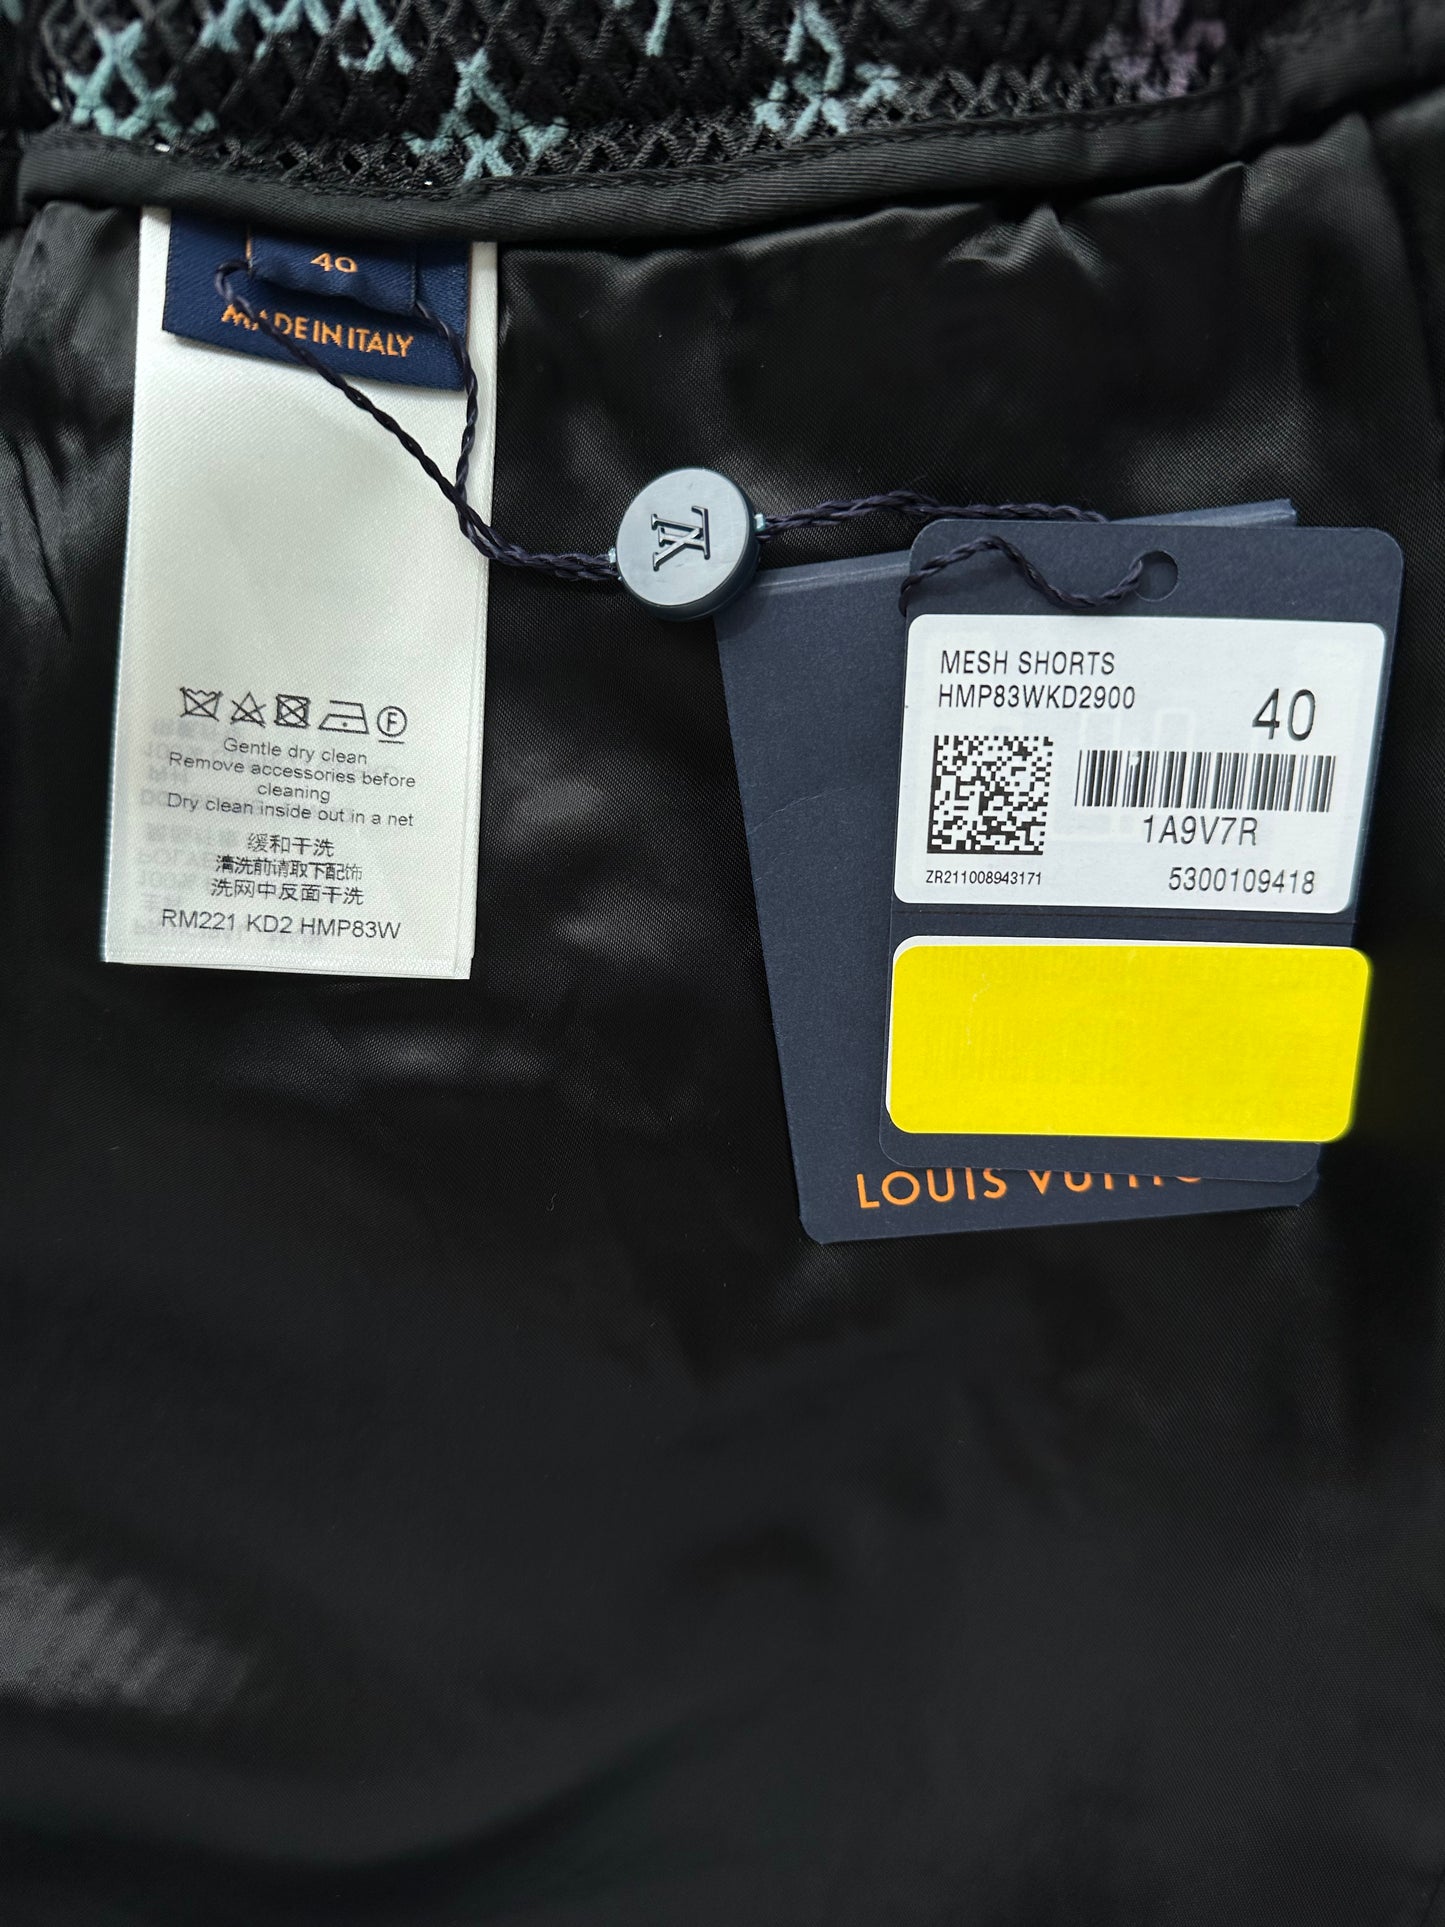 40
MADE IN ITALY
Gentle dry clean
Remove accessories before
cleaning
Dry clean inside out in a net
缓和干洗
清洗前请取下配饰
洗网中反面干洗
RM221 KD2 HMP83W
LV
MESH SHORTS
HMP83WKD2900
40
1A9V7R
ZR211008943171
5300109418
LOUIS VUITTO